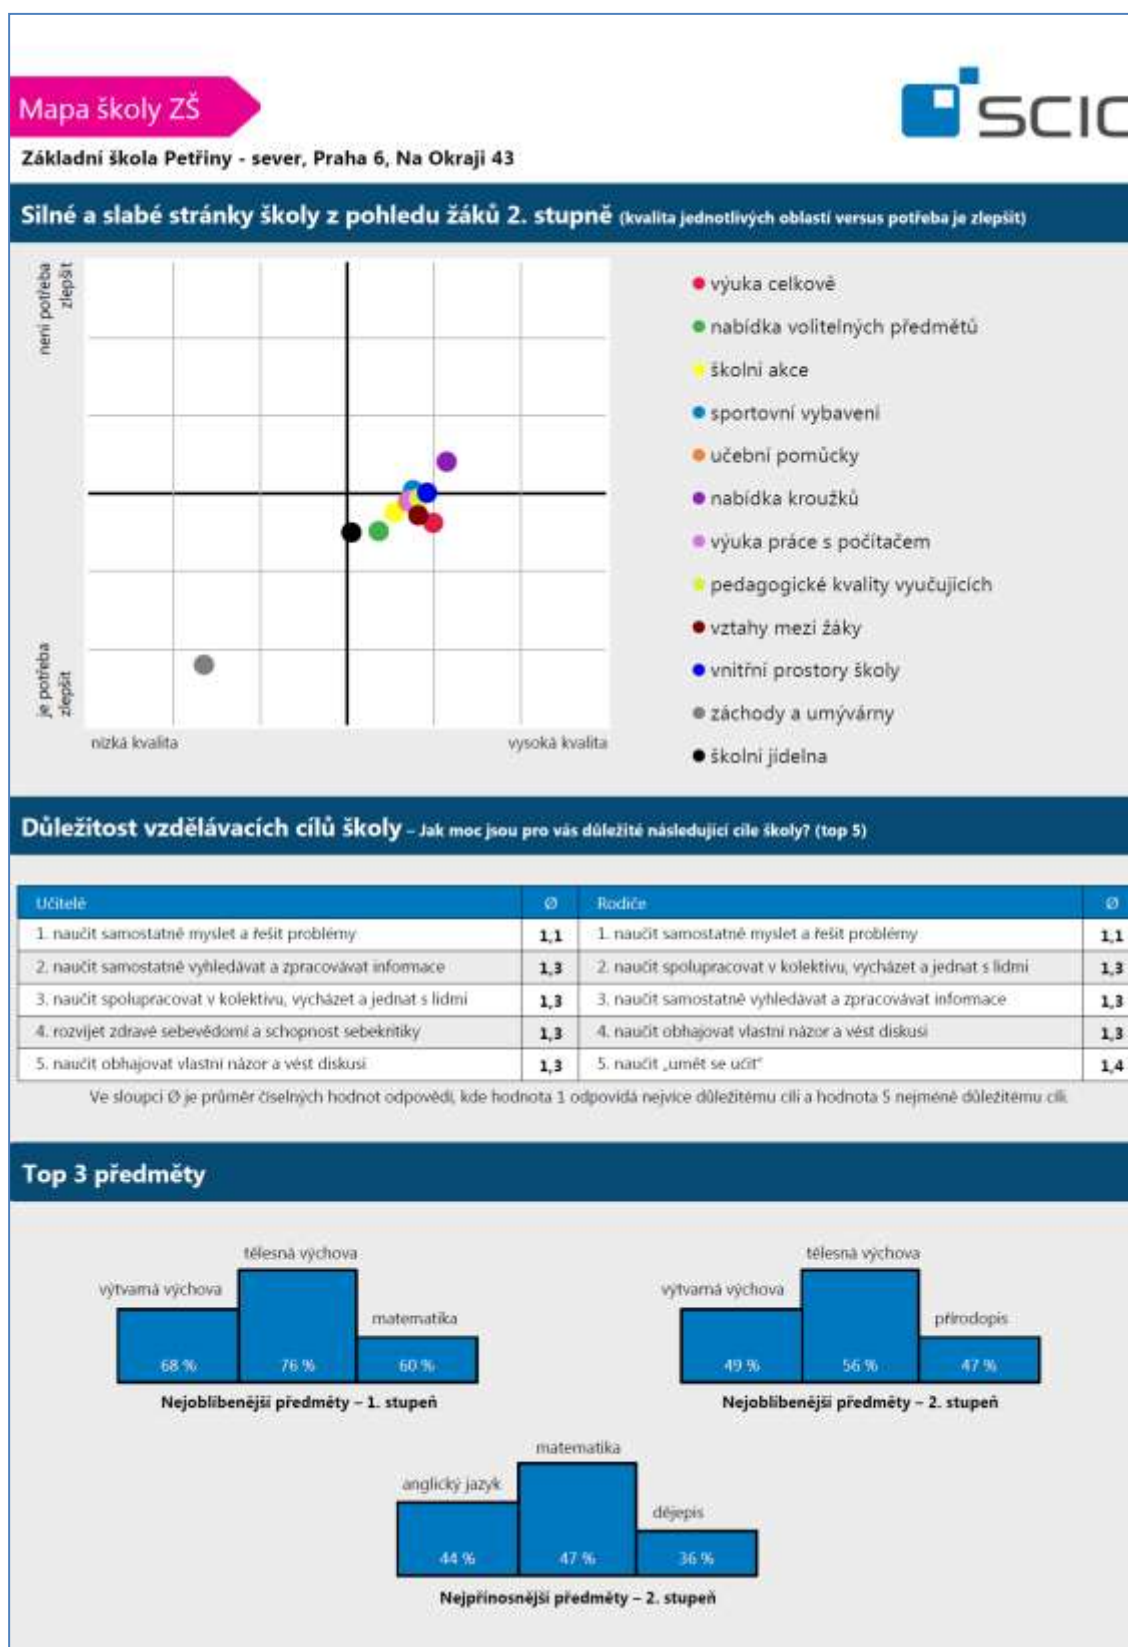 Mapa školy ZŠ
SCIO
Základní škola Petřiny - sever, Praha 6, Na Okraji 43
Silné a slabé stránky školy z pohledu žáků 2. stupně (kvalita jednotlivých oblastí versus potřeba je zlepšit)
není potřeba
zlepšit
je potřeba
zlepšit
nízká kvalita
vysoká kvalita
výuka celkově
nabídka volitelných předmětů
školní akce
sportovní vybavení
učební pomůcky
nabídka kroužků
výuka práce s počítačem
pedagogické kvality vyučujících
vztahy mezi žáky
vnitřní prostory školy
záchody a umývárny
školní jídelna
Důležitost vzdělávacích cílů školy – Jak moc jsou pro vás důležité následující cíle školy? (top 5)
Učitelé Ø Rodiče Ø
1. naučit samostatně myslet a řešit problémy 1,1 1. naučit samostatně myslet a řešit problémy 1,1
2. naučit samostatně vyhledávat a zpracovávat informace 1,3 2. naučit spolupracovat v kolektivu, vycházet a jednat s lidmi 1,3
3. naučit spolupracovat v kolektivu, vycházet a jednat s lidmi 1,3 3. naučit samostatně vyhledávat a zpracovávat informace 1,3
4. rozvíjet zdravé sebevědomí a schopnost sebekritiky 1,3 4. naučit obhajovat vlastní názor a vést diskusi 1,3
5. naučit obhajovat vlastní názor a vést diskusi 1,3 5. naučit „umět se učit“ 1,4
Ve sloupci Ø je průměr číselných hodnot odpovědí, kde hodnota 1 odpovídá nejvíce důležitému cíli a hodnota 5 nejméně důležitému cíli.
Top 3 předměty
tělesná výchova
výtvarná výchova
matematika
68 % 76 % 60 %
Nejoblíbenější předměty – 1. stupeň
tělesná výchova
výtvarná výchova
přírodopis
49 % 56 % 47 %
Nejoblíbenější předměty – 2. stupeň
matematika
anglický jazyk
dějepis
44 % 47 % 36 %
Nejpřínosnější předměty – 2. stupeň